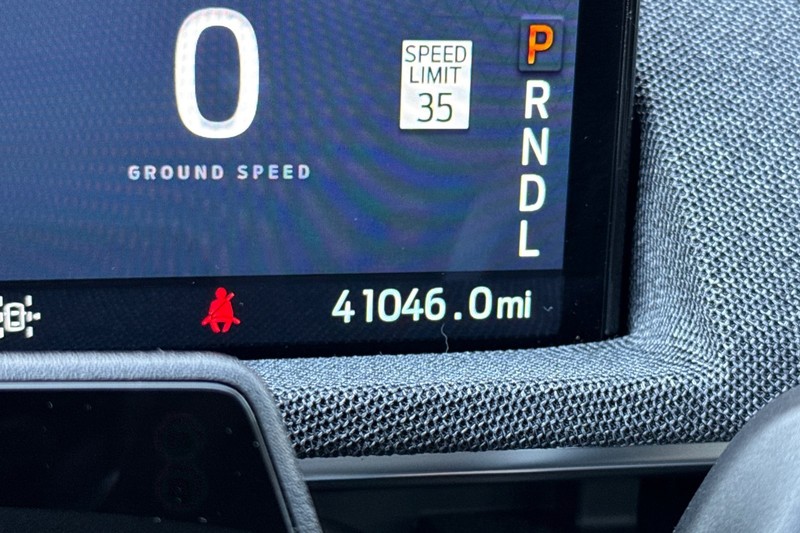 0
GROUND SPEED
SPEED
LIMIT
35
P
R
N
D
L
41046.0mi